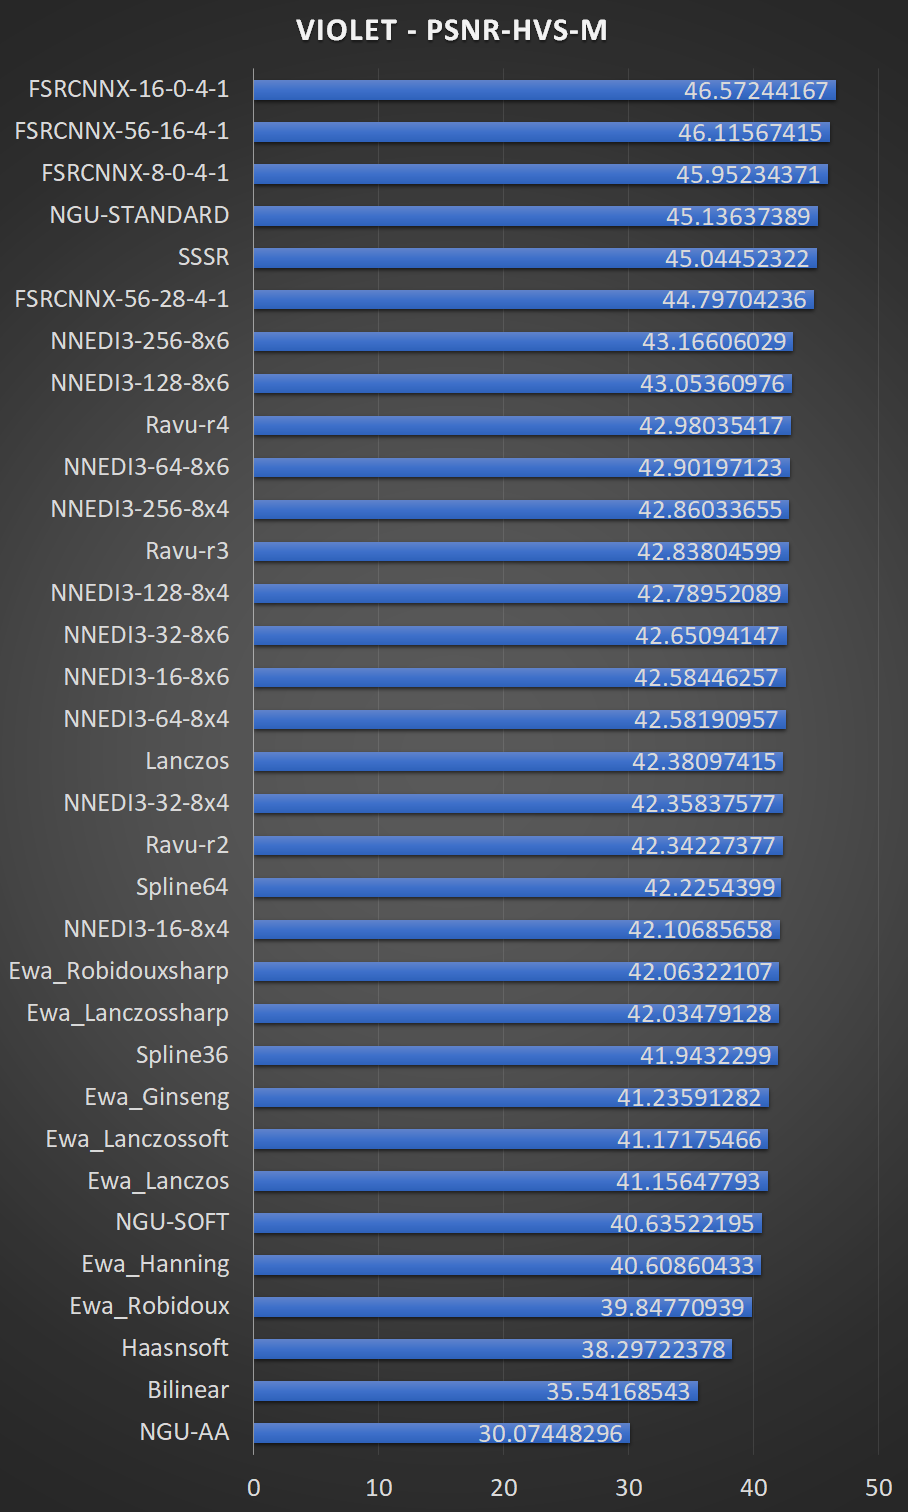 VIOLET - PSNR-HVS-M
FSRCNNX-16-0-4-1 46.57244167
FSRCNNX-56-16-4-1 46.11567415
FSRCNNX-8-0-4-1 45.95234371
NGU-STANDARD 45.13637389
SSSR 45.04452322
FSRCNNX-56-28-4-1 44.79704236
NNEDI3-256-8x6 43.16606029
NNEDI3-128-8x6 43.05360976
Ravu-r4 42.98035417
NNEDI3-64-8x6 42.90197123
NNEDI3-256-8x4 42.86033655
Ravu-r3 42.83804599
NNEDI3-128-8x4 42.78952089
NNEDI3-32-8x6 42.65094147
NNEDI3-16-8x6 42.58446257
NNEDI3-64-8x4 42.58190957
Lanczos 42.38097415
NNEDI3-32-8x4 42.35837577
Ravu-r2 42.34227377
Spline64 42.2254399
NNEDI3-16-8x4 42.10685658
Ewa_Robidouxsharp 42.06322107
Ewa_Lanczossharp 42.03479128
Spline36 41.9432299
Ewa_Ginseng 41.23591282
Ewa_Lanczossoft 41.17175466
Ewa_Lanczos 41.15647793
NGU-SOFT 40.63522195
Ewa_Hanning 40.60860433
Ewa_Robidoux 39.84770939
Haasnsoft 38.29722378
Bilinear 35.54168543
NGU-AA 30.07448296
0 10 20 30 40 50